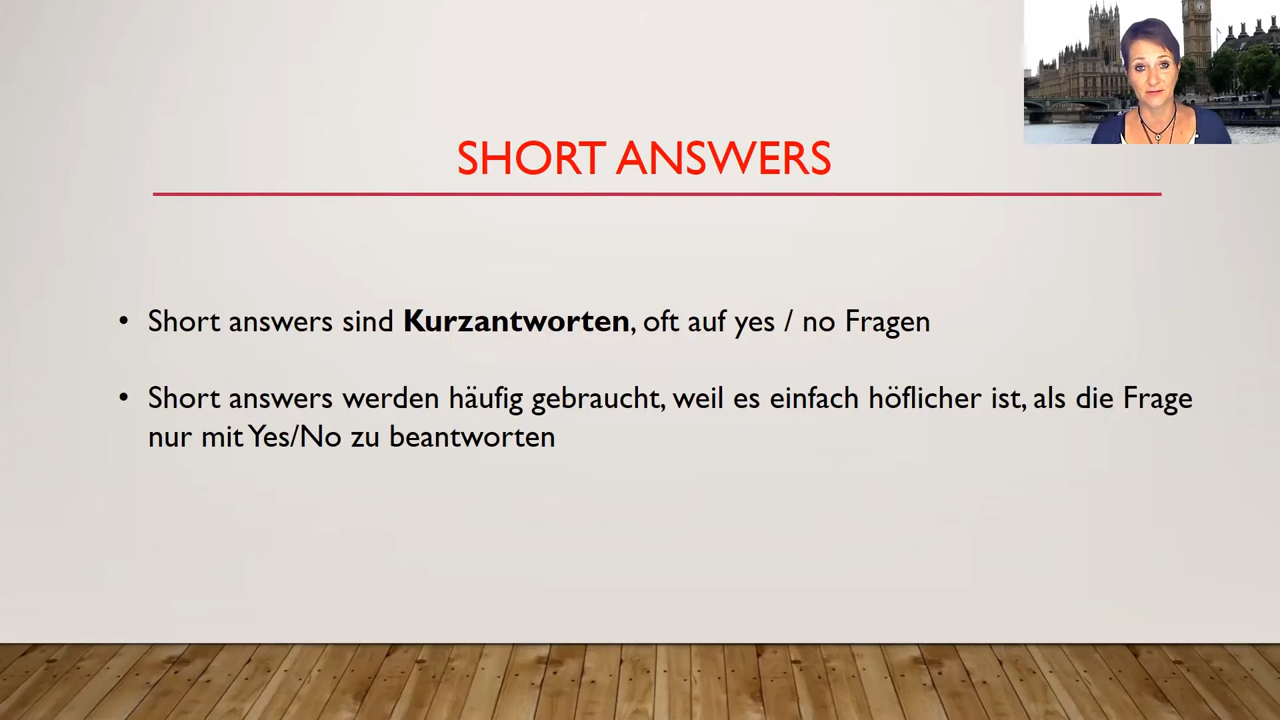 SHORT ANSWERS
• Short answers sind Kurzantworten, oft auf yes / no Fragen
• Short answers werden häufig gebraucht, weil es einfach höflicher ist, als die Frage
nur mit Yes/No zu beantworten